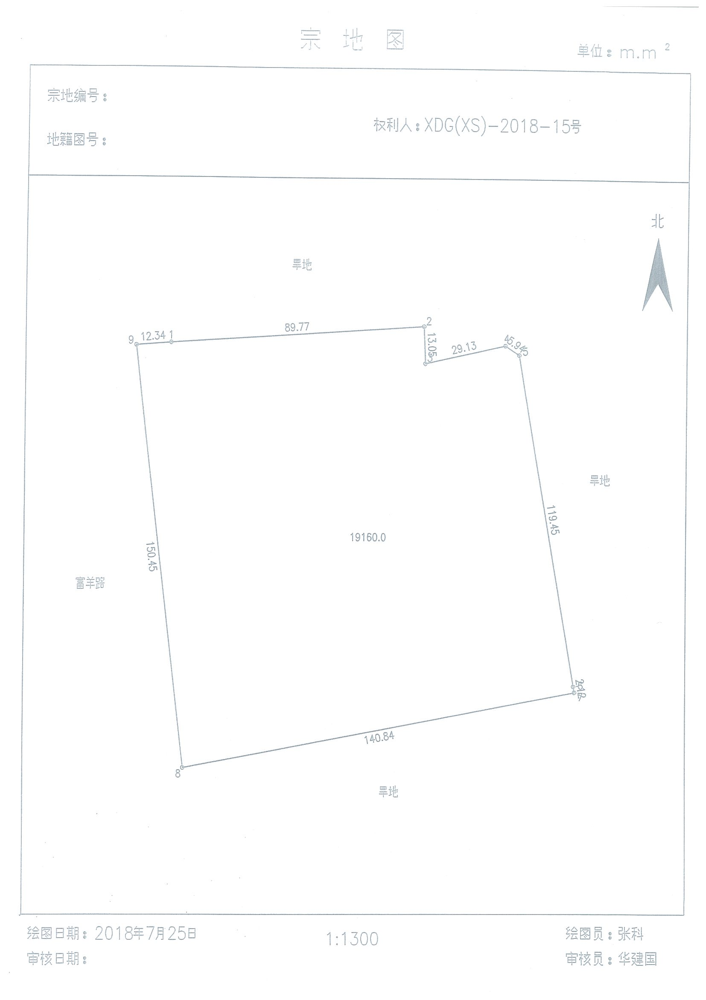 宗 地 图
单位：m.m²
宗地编号：
权利人：XDG(XS)-2018-15号
地籍图号：
北
旱地
2
89.77
9
12.34
1
13.05
29.13
旱地
119.45
19160.0
150.45
富羊路
140.84
8
旱地
绘图日期：2018年7月25日
1:1300
绘图员：张科
审核日期：
审核员：华建国